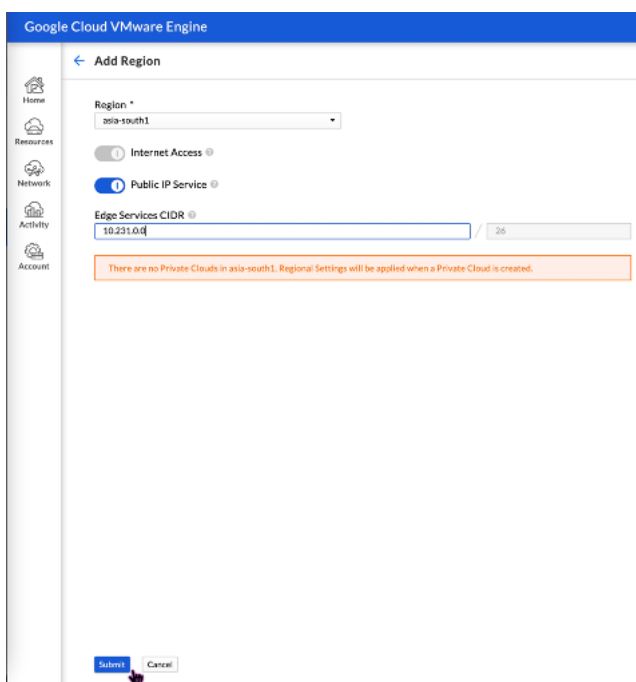 Google Cloud VMware Engine
Add Region
Home
Resources
Network
Activity
Account
Region *
asia-south1
Internet Access
Public IP Service
Edge Services CIDR
10.231.0.0
/ 26
There are no Private Clouds in asia-south1. Regional Settings will be applied when a Private Cloud is created.
Submit Cancel